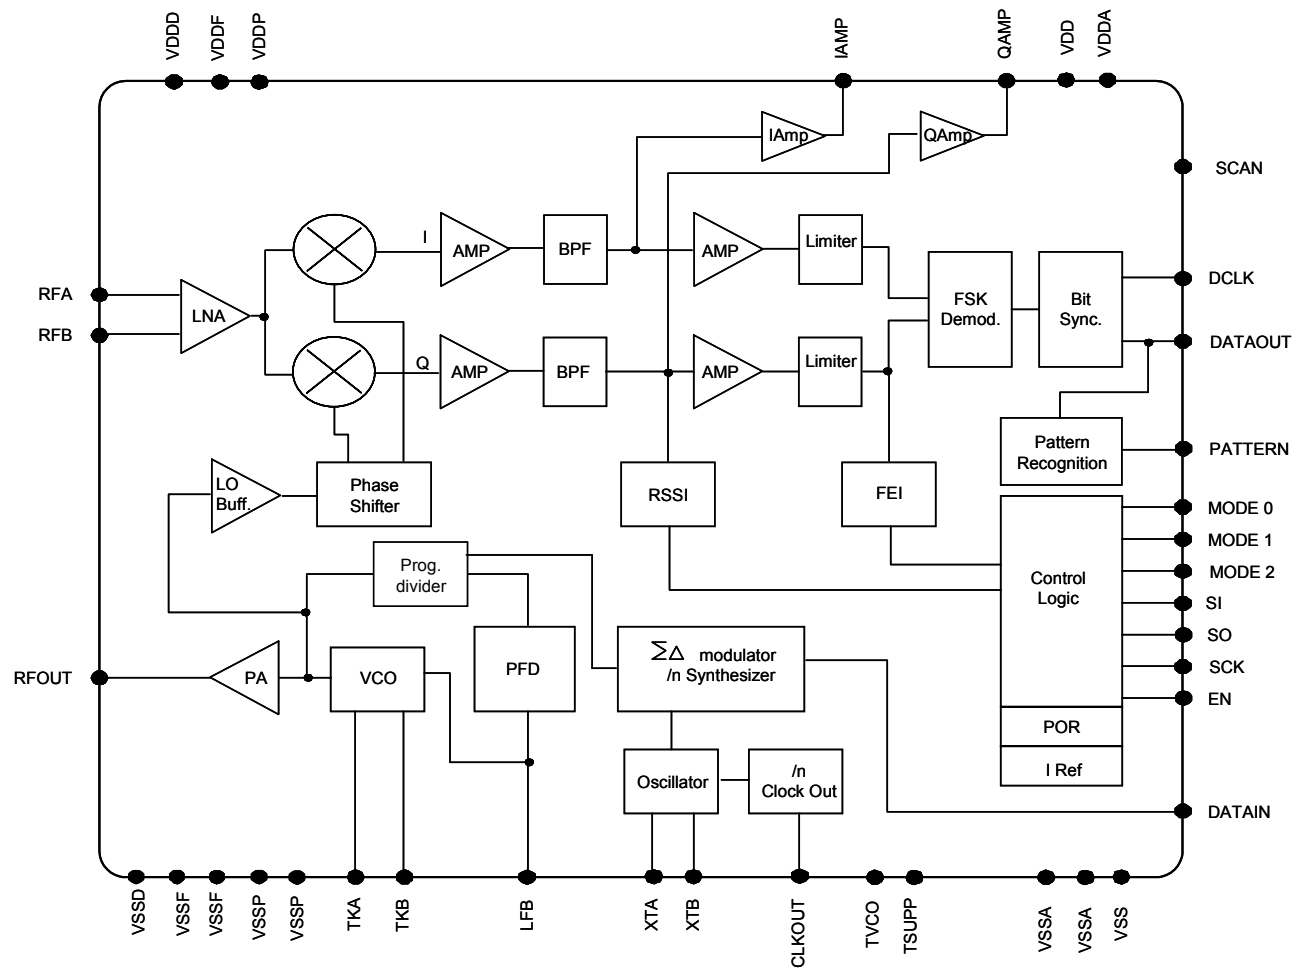 VDDD
VDDF
VDDP
IAMP
QAMP
VDD
VDDA
IAmp
QAmp
SCAN
I
AMP
BPF
AMP
Limiter
RFA
RFB
LNA
FSK
Demod.
Bit
Sync.
DCLK
DATAOUT
Q
AMP
BPF
AMP
Limiter
Pattern
Recognition
PATTERN
LO
Buff.
Phase
Shifter
RSSI
FEI
MODE 0
MODE 1
MODE 2
SI
SO
SCK
EN
Control
Logic
Prog.
divider
RFOUT
PA
VCO
PFD
ΣΔ modulator
/n Synthesizer
POR
I Ref
Oscillator
/n
Clock Out
DATAIN
VSSD
VSSF
VSSF
VSSP
VSSP
TKA
TKB
LFB
XTA
XTB
CLKOUT
TVCO
TSUPP
VSSA
VSSA
VSS